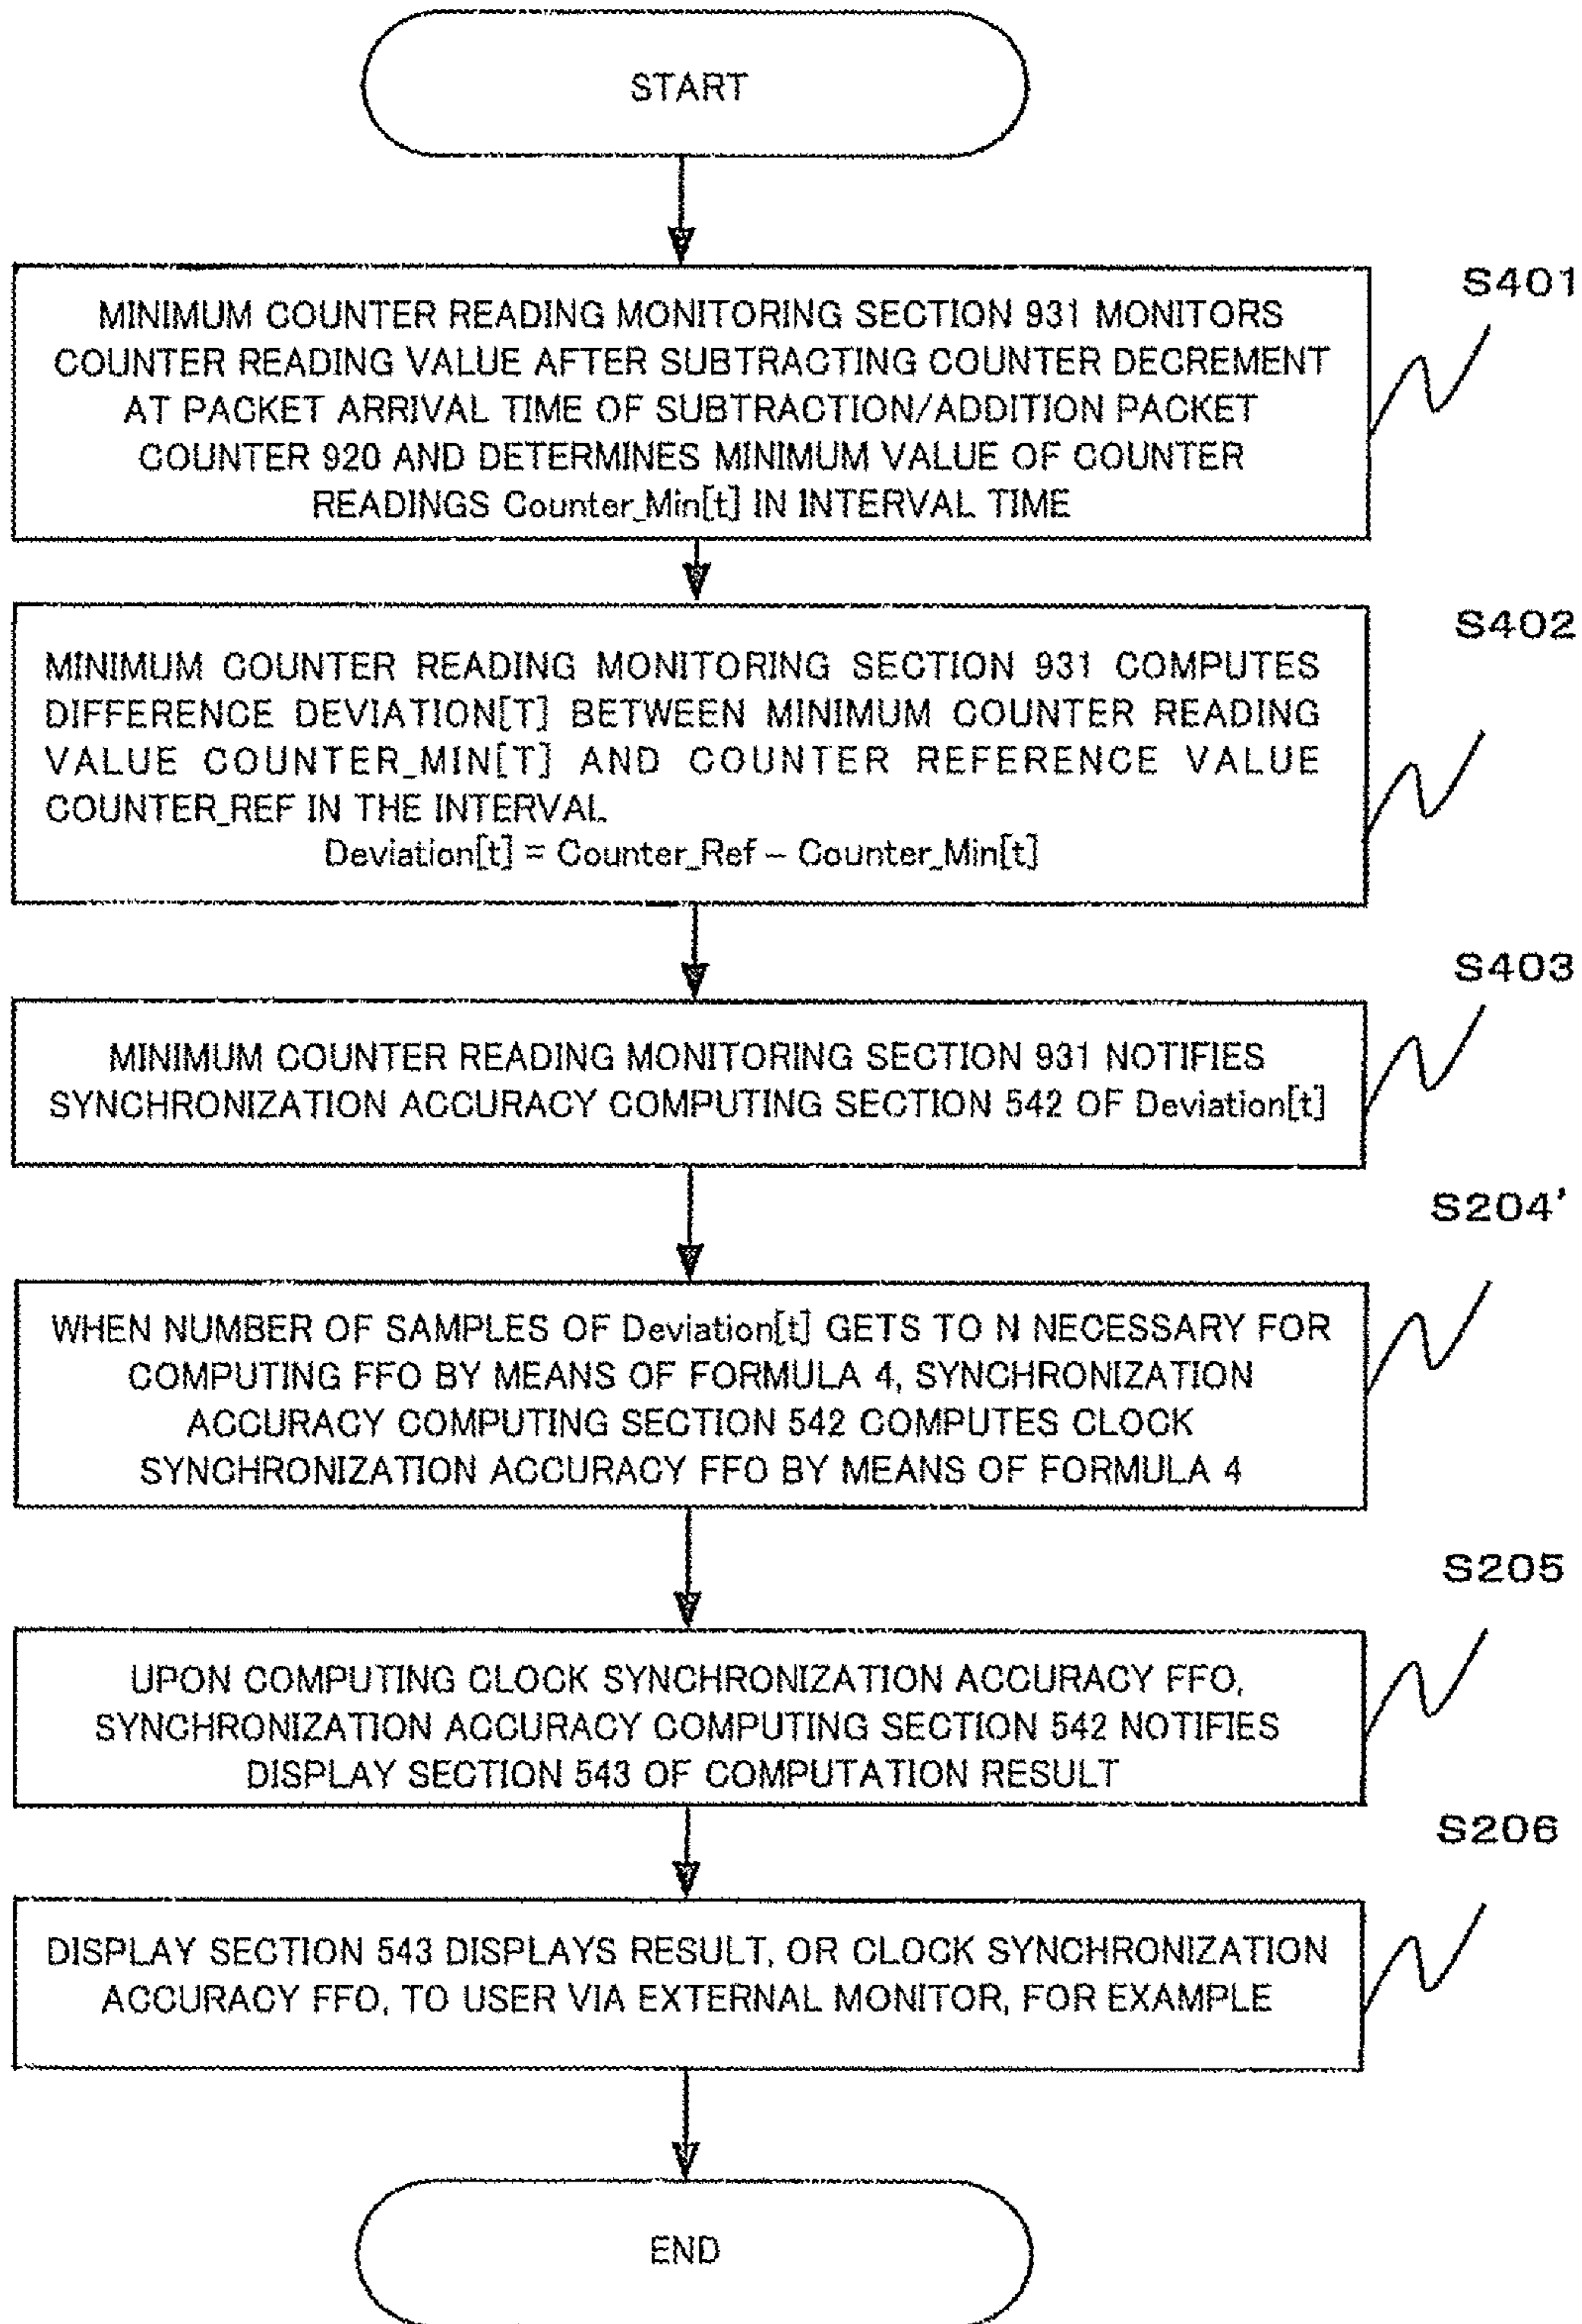 START
S401
MINIMUM COUNTER READING MONITORING SECTION 931 MONITORS
COUNTER READING VALUE AFTER SUBTRACTING COUNTER DECREMENT
AT PACKET ARRIVAL TIME OF SUBTRACTION/ADDITION PACKET
COUNTER 920 AND DETERMINES MINIMUM VALUE OF COUNTER
READINGS Counter_Min[t] IN INTERVAL TIME
S402
MINIMUM COUNTER READING MONITORING SECTION 931 COMPUTES
DIFFERENCE DEVIATION[T] BETWEEN MINIMUM COUNTER READING
VALUE COUNTER_MIN[T] AND COUNTER REFERENCE VALUE
COUNTER_REF IN THE INTERVAL
Deviation[t] = Counter_Ref – Counter_Min[t]
S403
MINIMUM COUNTER READING MONITORING SECTION 931 NOTIFIES
SYNCHRONIZATION ACCURACY COMPUTING SECTION 542 OF Deviation[t]
S204'
WHEN NUMBER OF SAMPLES OF Deviation[t] GETS TO N NECESSARY FOR
COMPUTING FFO BY MEANS OF FORMULA 4, SYNCHRONIZATION
ACCURACY COMPUTING SECTION 542 COMPUTES CLOCK
SYNCHRONIZATION ACCURACY FFO BY MEANS OF FORMULA 4
S205
UPON COMPUTING CLOCK SYNCHRONIZATION ACCURACY FFO,
SYNCHRONIZATION ACCURACY COMPUTING SECTION 542 NOTIFIES
DISPLAY SECTION 543 OF COMPUTATION RESULT
S206
DISPLAY SECTION 543 DISPLAYS RESULT, OR CLOCK SYNCHRONIZATION
ACCURACY FFO, TO USER VIA EXTERNAL MONITOR, FOR EXAMPLE
END